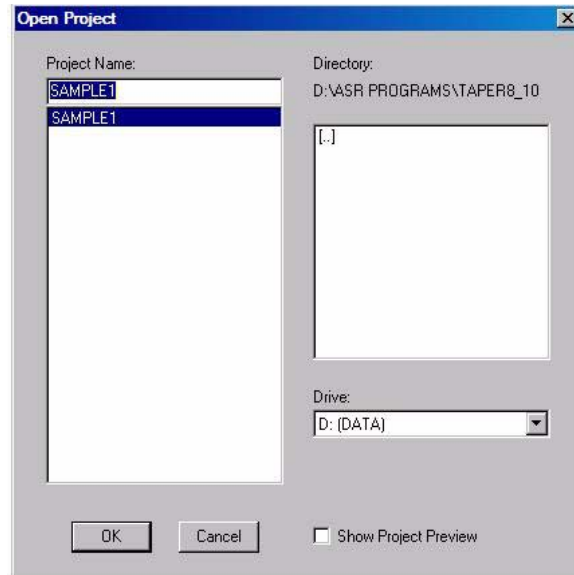 Open Project
Project Name:
SAMPLE1
SAMPLE1
Directory:
D:\ASR PROGRAMS\TAPER8_10
[..]
Drive:
D: (DATA)
OK
Cancel
Show Project Preview